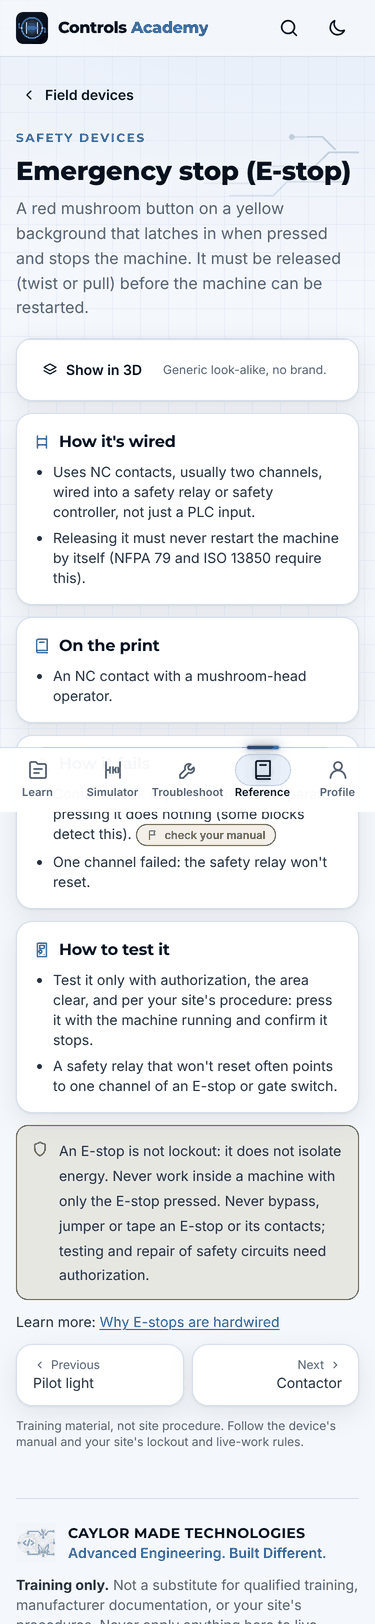 Controls Academy
Field devices
SAFETY DEVICES
Emergency stop (E-stop)
A red mushroom button on a yellow
background that latches in when pressed
and stops the machine. It must be released
(twist or pull) before the machine can be
restarted.
Show in 3D Generic look-alike, no brand.
How it's wired
• Uses NC contacts, usually two channels,
wired into a safety relay or safety
controller, not just a PLC input.
• Releasing it must never restart the machine
by itself (NFPA 79 and ISO 13850 require
this).
On the print
• An NC contact with a mushroom-head
operator.
Learn Simulator Troubleshoot Reference Profile
pressing it does nothing (some blocks
detect this). check your manual
• One channel failed: the safety relay won't
reset.
How to test it
• Test it only with authorization, the area
clear, and per your site's procedure: press
it with the machine running and confirm it
stops.
• A safety relay that won't reset often points
to one channel of an E-stop or gate switch.
An E-stop is not lockout: it does not isolate
energy. Never work inside a machine with
only the E-stop pressed. Never bypass,
jumper or tape an E-stop or its contacts;
testing and repair of safety circuits need
authorization.
Learn more: Why E-stops are hardwired
Previous
Pilot light
Next
Contactor
Training material, not site procedure. Follow the device's
manual and your site's lockout and live-work rules.
CAYLOR MADE TECHNOLOGIES
Advanced Engineering. Built Different.
Training only. Not a substitute for qualified training,
manufacturer documentation, or your site's